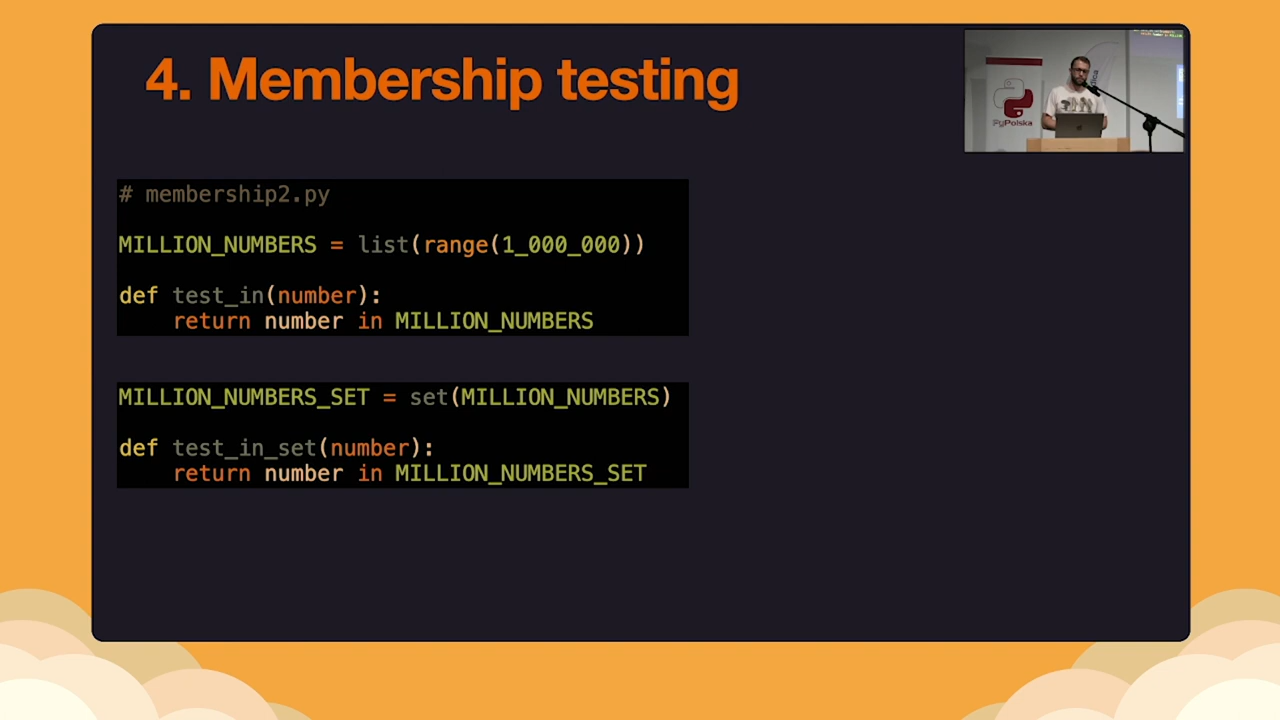 4. Membership testing
PyPolska
# membership2.py
MILLION_NUMBERS = list(range(1_000_000))
def test_in(number):
    return number in MILLION_NUMBERS
MILLION_NUMBERS_SET = set(MILLION_NUMBERS)
def test_in_set(number):
    return number in MILLION_NUMBERS_SET